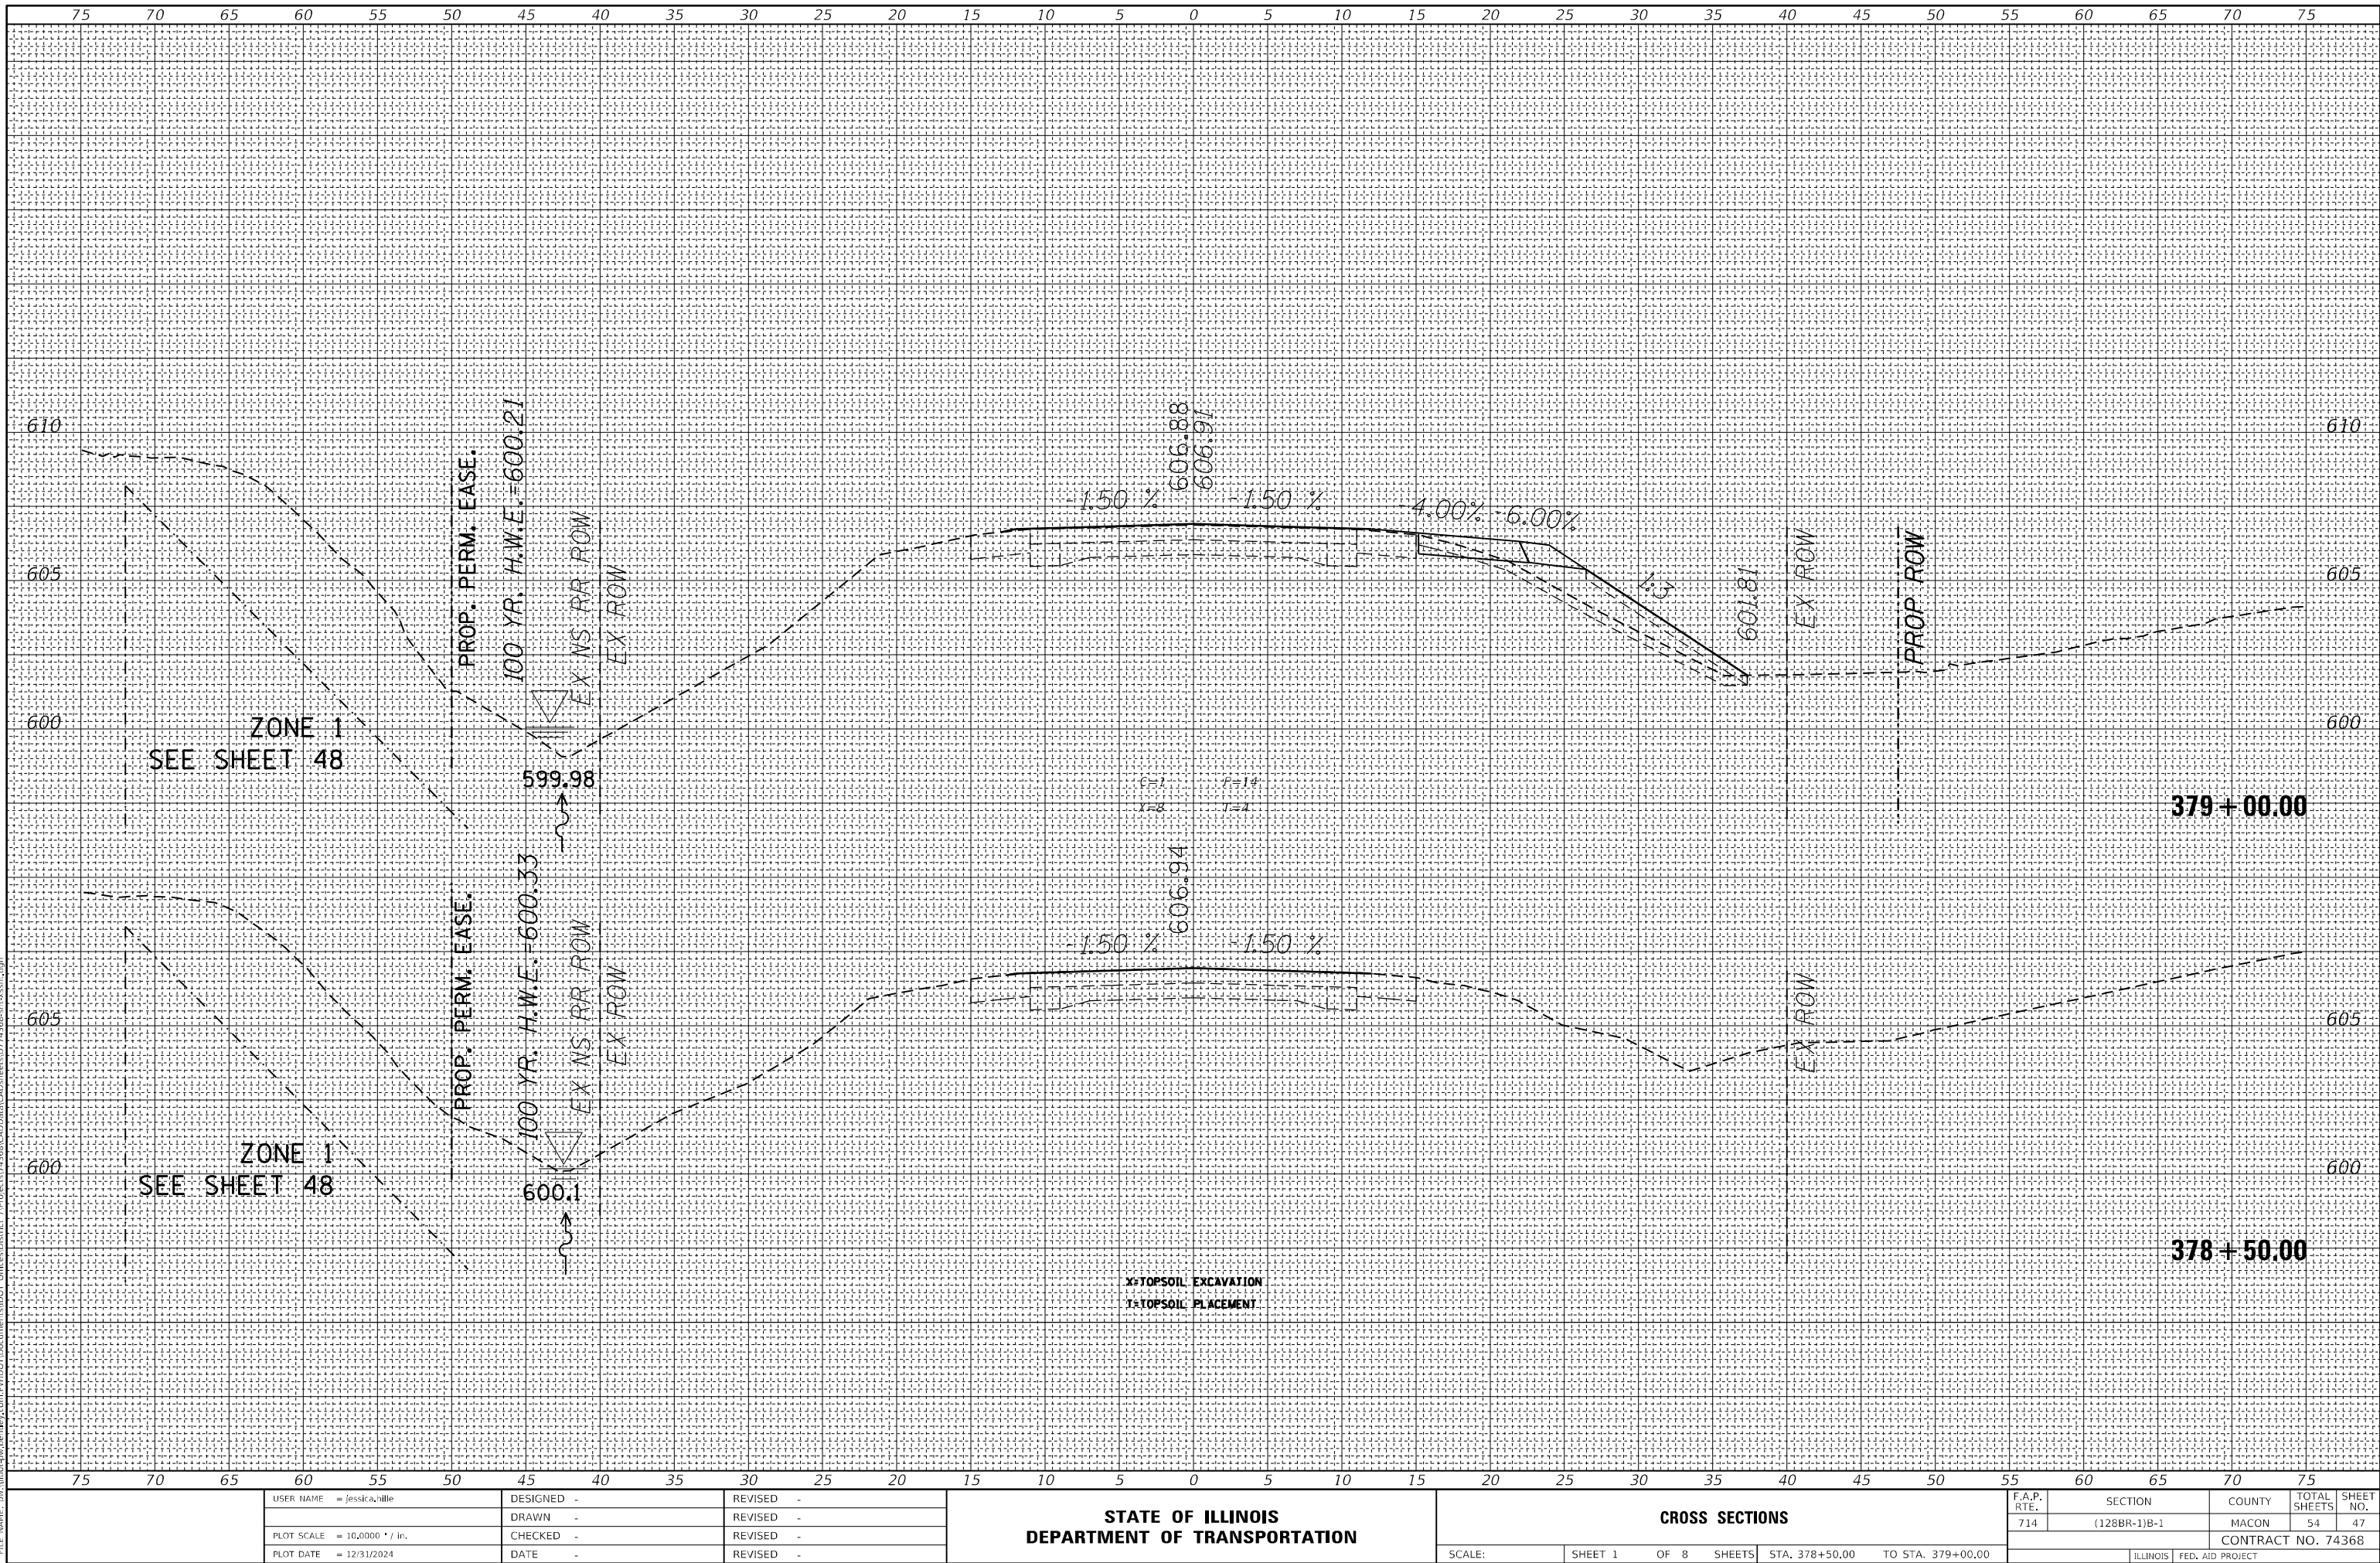 75 70 65 60 55 50 45 40 35 30 25 20 15 10 5 0 5 10 15 20 25 30 35 40 45 50 55 60 65 70 75
610
PROP. PERM. EASE.
100 YR. H.W.E.=600.21
EX NS RR ROW
EX ROW
606.88
606.91
-1.50 %
-1.50 %
-4.00%
-6.00%
1:3
601.81
EX ROW
PROP ROW
610
605
605
600
600
ZONE 1
SEE SHEET 48
599.98
C=1 F=14
X=8 T=4
379+00.00
PROP. PERM. EASE.
100 YR. H.W.E.=600.33
EX NS RR ROW
EX ROW
606.94
-1.50 %
-1.50 %
EX ROW
605
605
600
600
ZONE 1
SEE SHEET 48
600.1
378+50.00
X=TOPSOIL EXCAVATION
T=TOPSOIL PLACEMENT
75 70 65 60 55 50 45 40 35 30 25 20 15 10 5 0 5 10 15 20 25 30 35 40 45 50 55 60 65 70 75
USER NAME = jessica.hille
DESIGNED -
REVISED -
DRAWN -
REVISED -
PLOT SCALE = 10.0000 ' / in.
CHECKED -
REVISED -
PLOT DATE = 12/31/2024
DATE -
REVISED -
STATE OF ILLINOIS
DEPARTMENT OF TRANSPORTATION
CROSS SECTIONS
SCALE: SHEET 1 OF 8 SHEETS STA. 378+50.00 TO STA. 379+00.00
F.A.P. RTE. SECTION COUNTY TOTAL SHEETS SHEET NO.
714 (128BR-1)B-1 MACON 54 47
CONTRACT NO. 74368
ILLINOIS FED. AID PROJECT